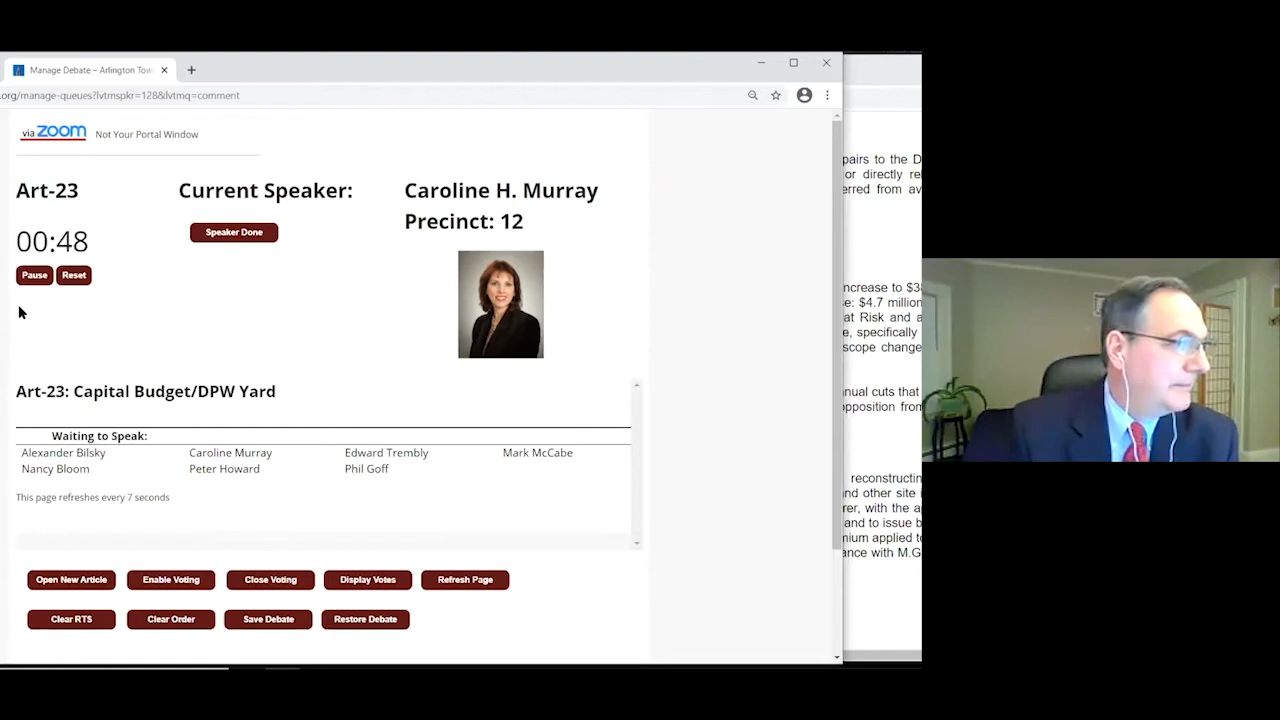 Manage Debate – Arlington Tow
.org/manage-queues?lvtmspkr=128&lvtmq=comment
via zoom Not Your Portal Window
Art-23
Current Speaker:
Caroline H. Murray
Precinct: 12
00:48
Speaker Done
Pause Reset
Art-23: Capital Budget/DPW Yard
Waiting to Speak:
Alexander Bilsky Caroline Murray Edward Trembly Mark McCabe
Nancy Bloom Peter Howard Phil Goff
This page refreshes every 7 seconds
Open New Article Enable Voting Close Voting Display Votes Refresh Page
Clear RTS Clear Order Save Debate Restore Debate
pairs to the D
or directly re
erred from av
increase to $3
e: $4.7 million
at Risk and a
e, specifically
scope change
nual cuts that
opposition from
reconstructin
nd other site i
rer, with the a
and to issue b
mium applied to
ance with M.G